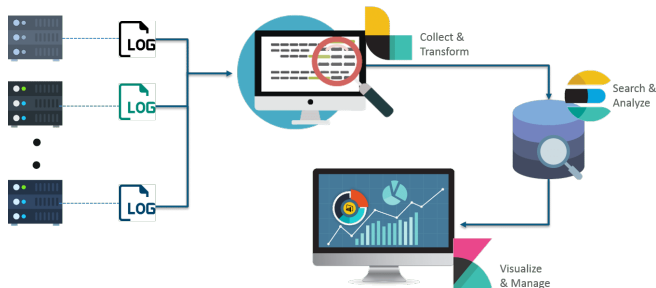 LOG
Collect &
Transform
LOG
Search &
Analyze
LOG
Visualize
& Manage